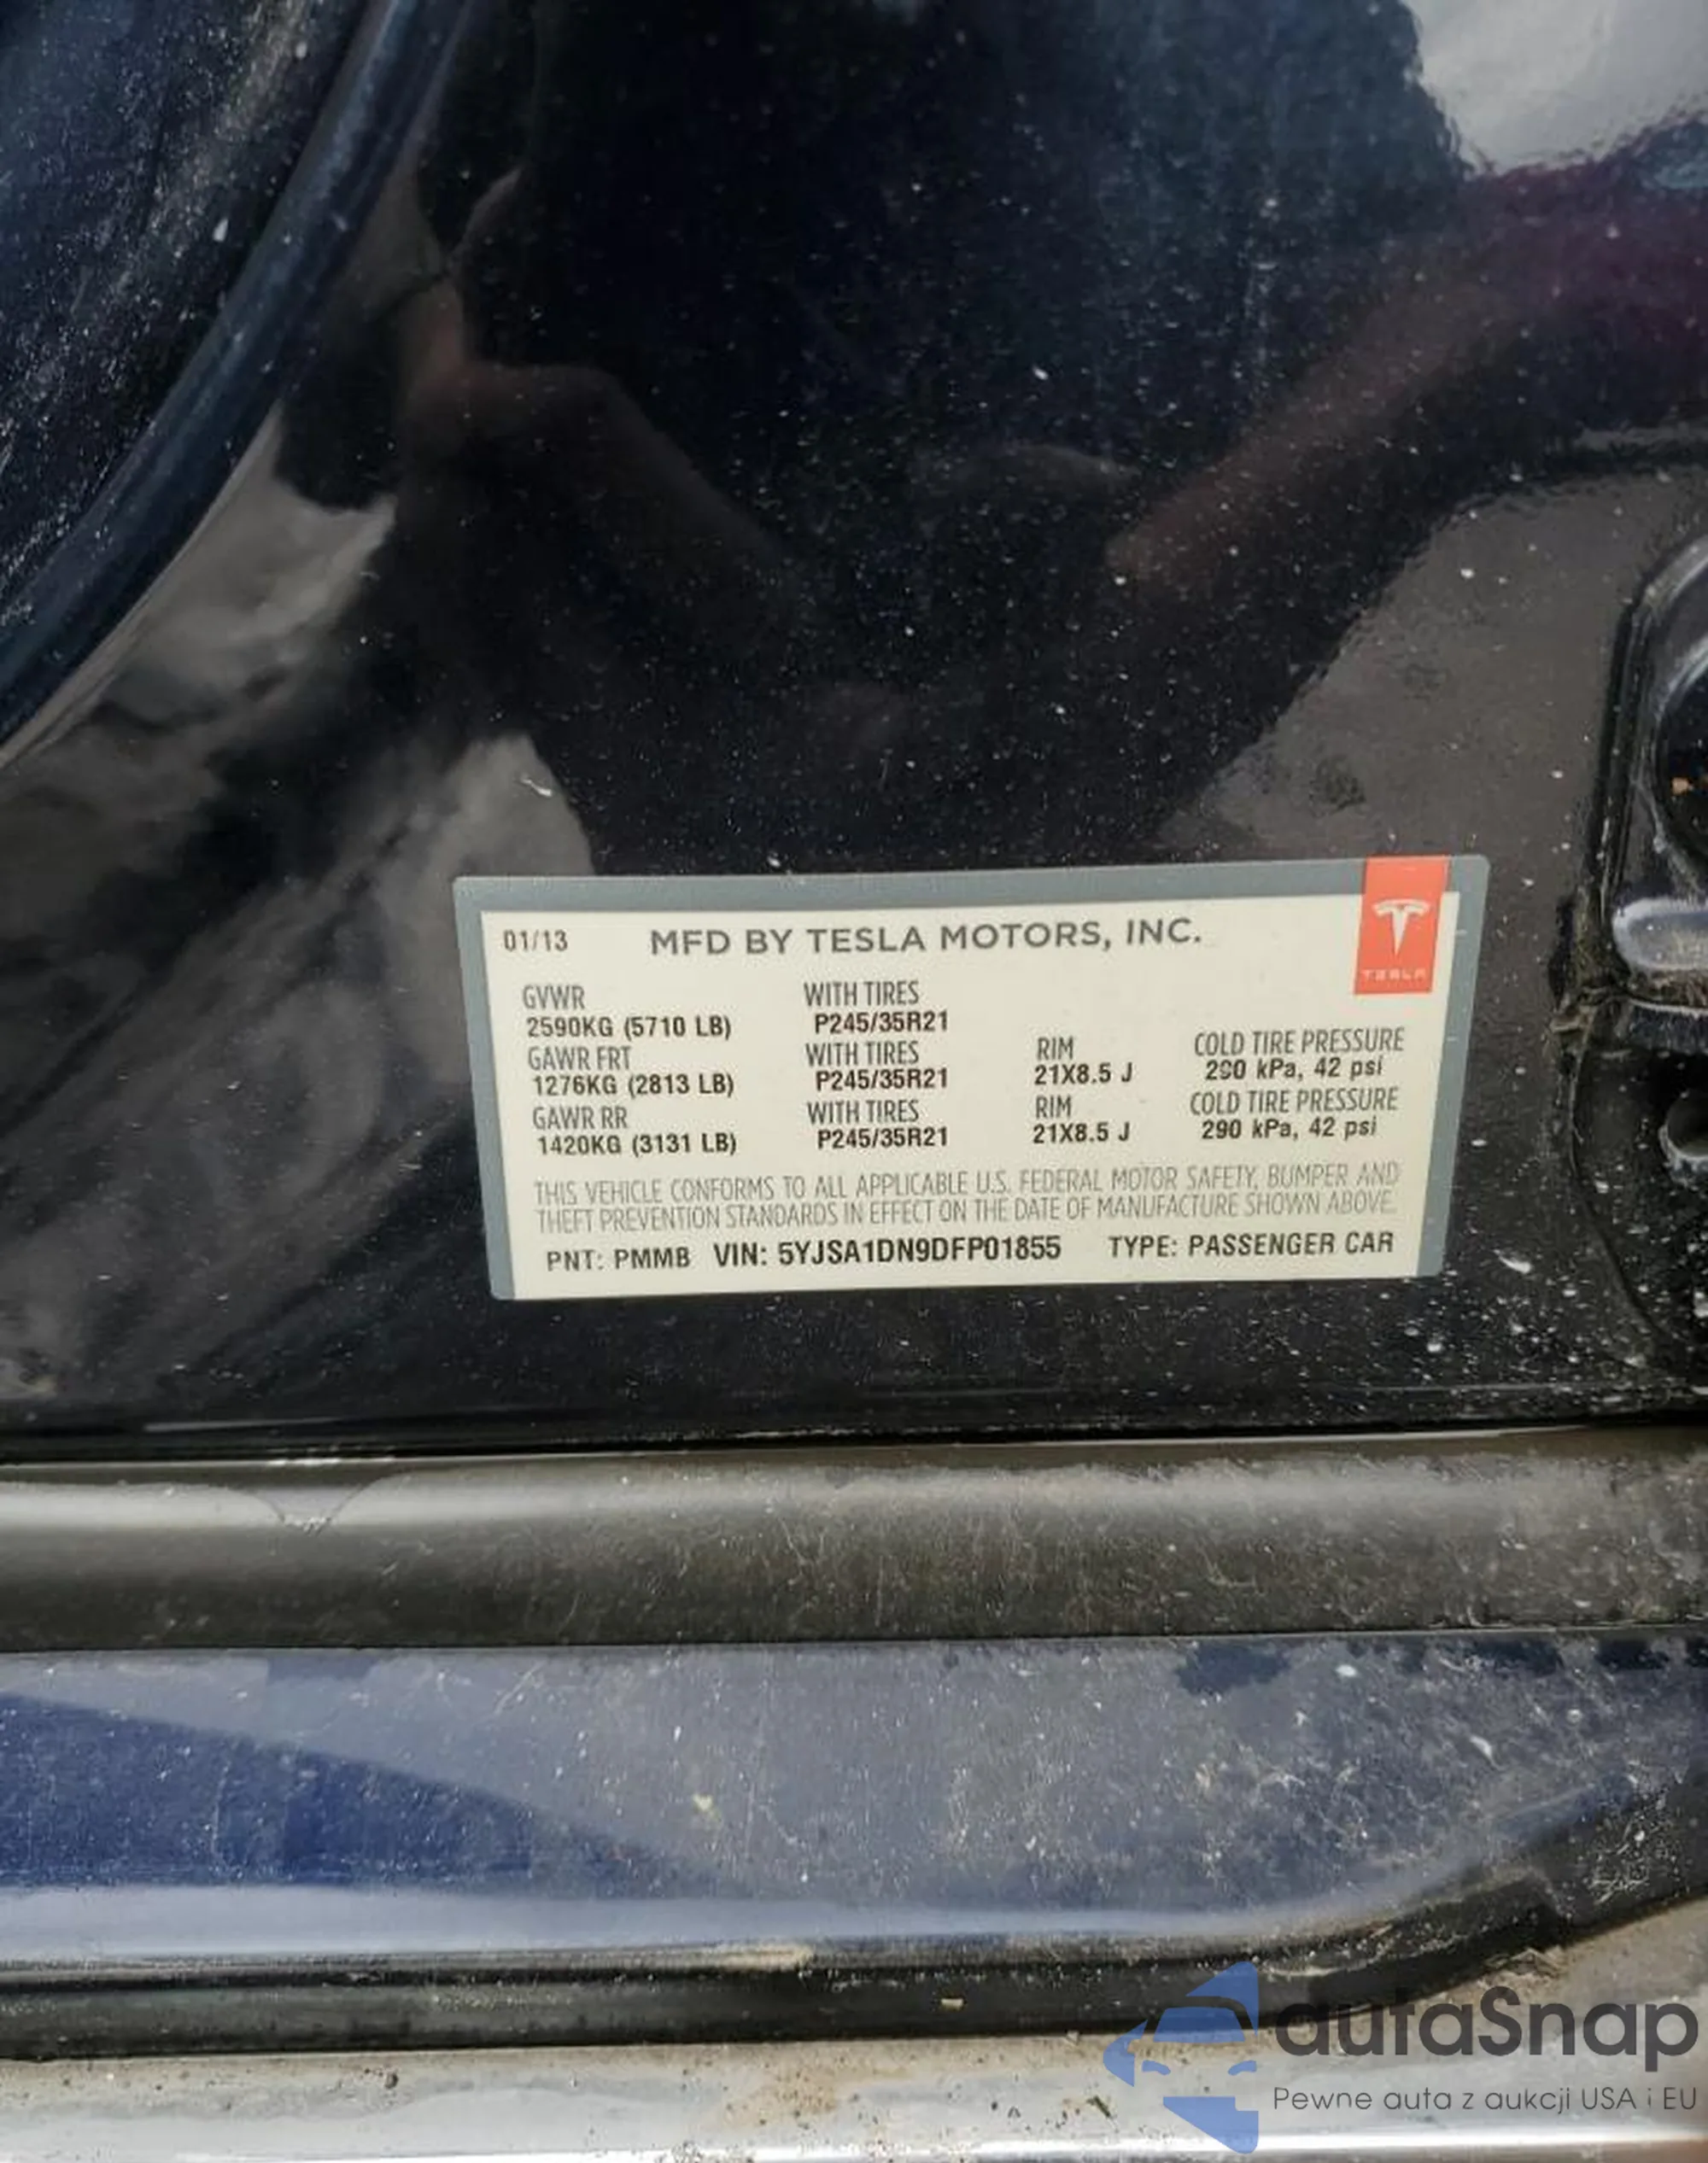 01/13 MFD BY TESLA MOTORS, INC.
TESLA
GVWR WITH TIRES
2590KG (5710 LB) P245/35R21
GAWR FRT WITH TIRES RIM COLD TIRE PRESSURE
1276KG (2813 LB) P245/35R21 21X8.5 J 290 kPa, 42 psi
GAWR RR WITH TIRES RIM COLD TIRE PRESSURE
1420KG (3131 LB) P245/35R21 21X8.5 J 290 kPa, 42 psi
THIS VEHICLE CONFORMS TO ALL APPLICABLE U.S. FEDERAL MOTOR SAFETY, BUMPER AND
THEFT PREVENTION STANDARDS IN EFFECT ON THE DATE OF MANUFACTURE SHOWN ABOVE.
PNT: PMMB VIN: 5YJSA1DN9DFP01855 TYPE: PASSENGER CAR
autaSnap
Pewne auta z aukcji USA i EU